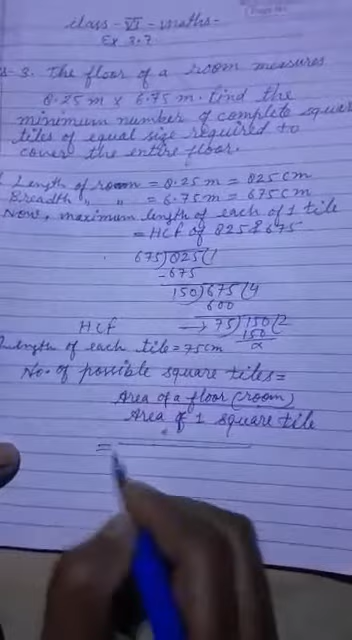 class - VI - maths -
Ex 3.7
3. The floor of a room measures
8.25 m x 6.75 m. Find the
minimum number of complete square
tiles of equal size required to
cover the entire floor.
Length of room = 8.25 m = 825 cm
Breadth " " = 6.75 m = 675 cm
Now, maximum length of each of 1 tile
= HCF of 825 & 675
675)825(1
-675
150)675(4
600
HCF → 75)150(2
150
x
Length of each tile = 75cm
No. of possible square tiles =
Area of a floor (room)
Area of 1 square tile
=